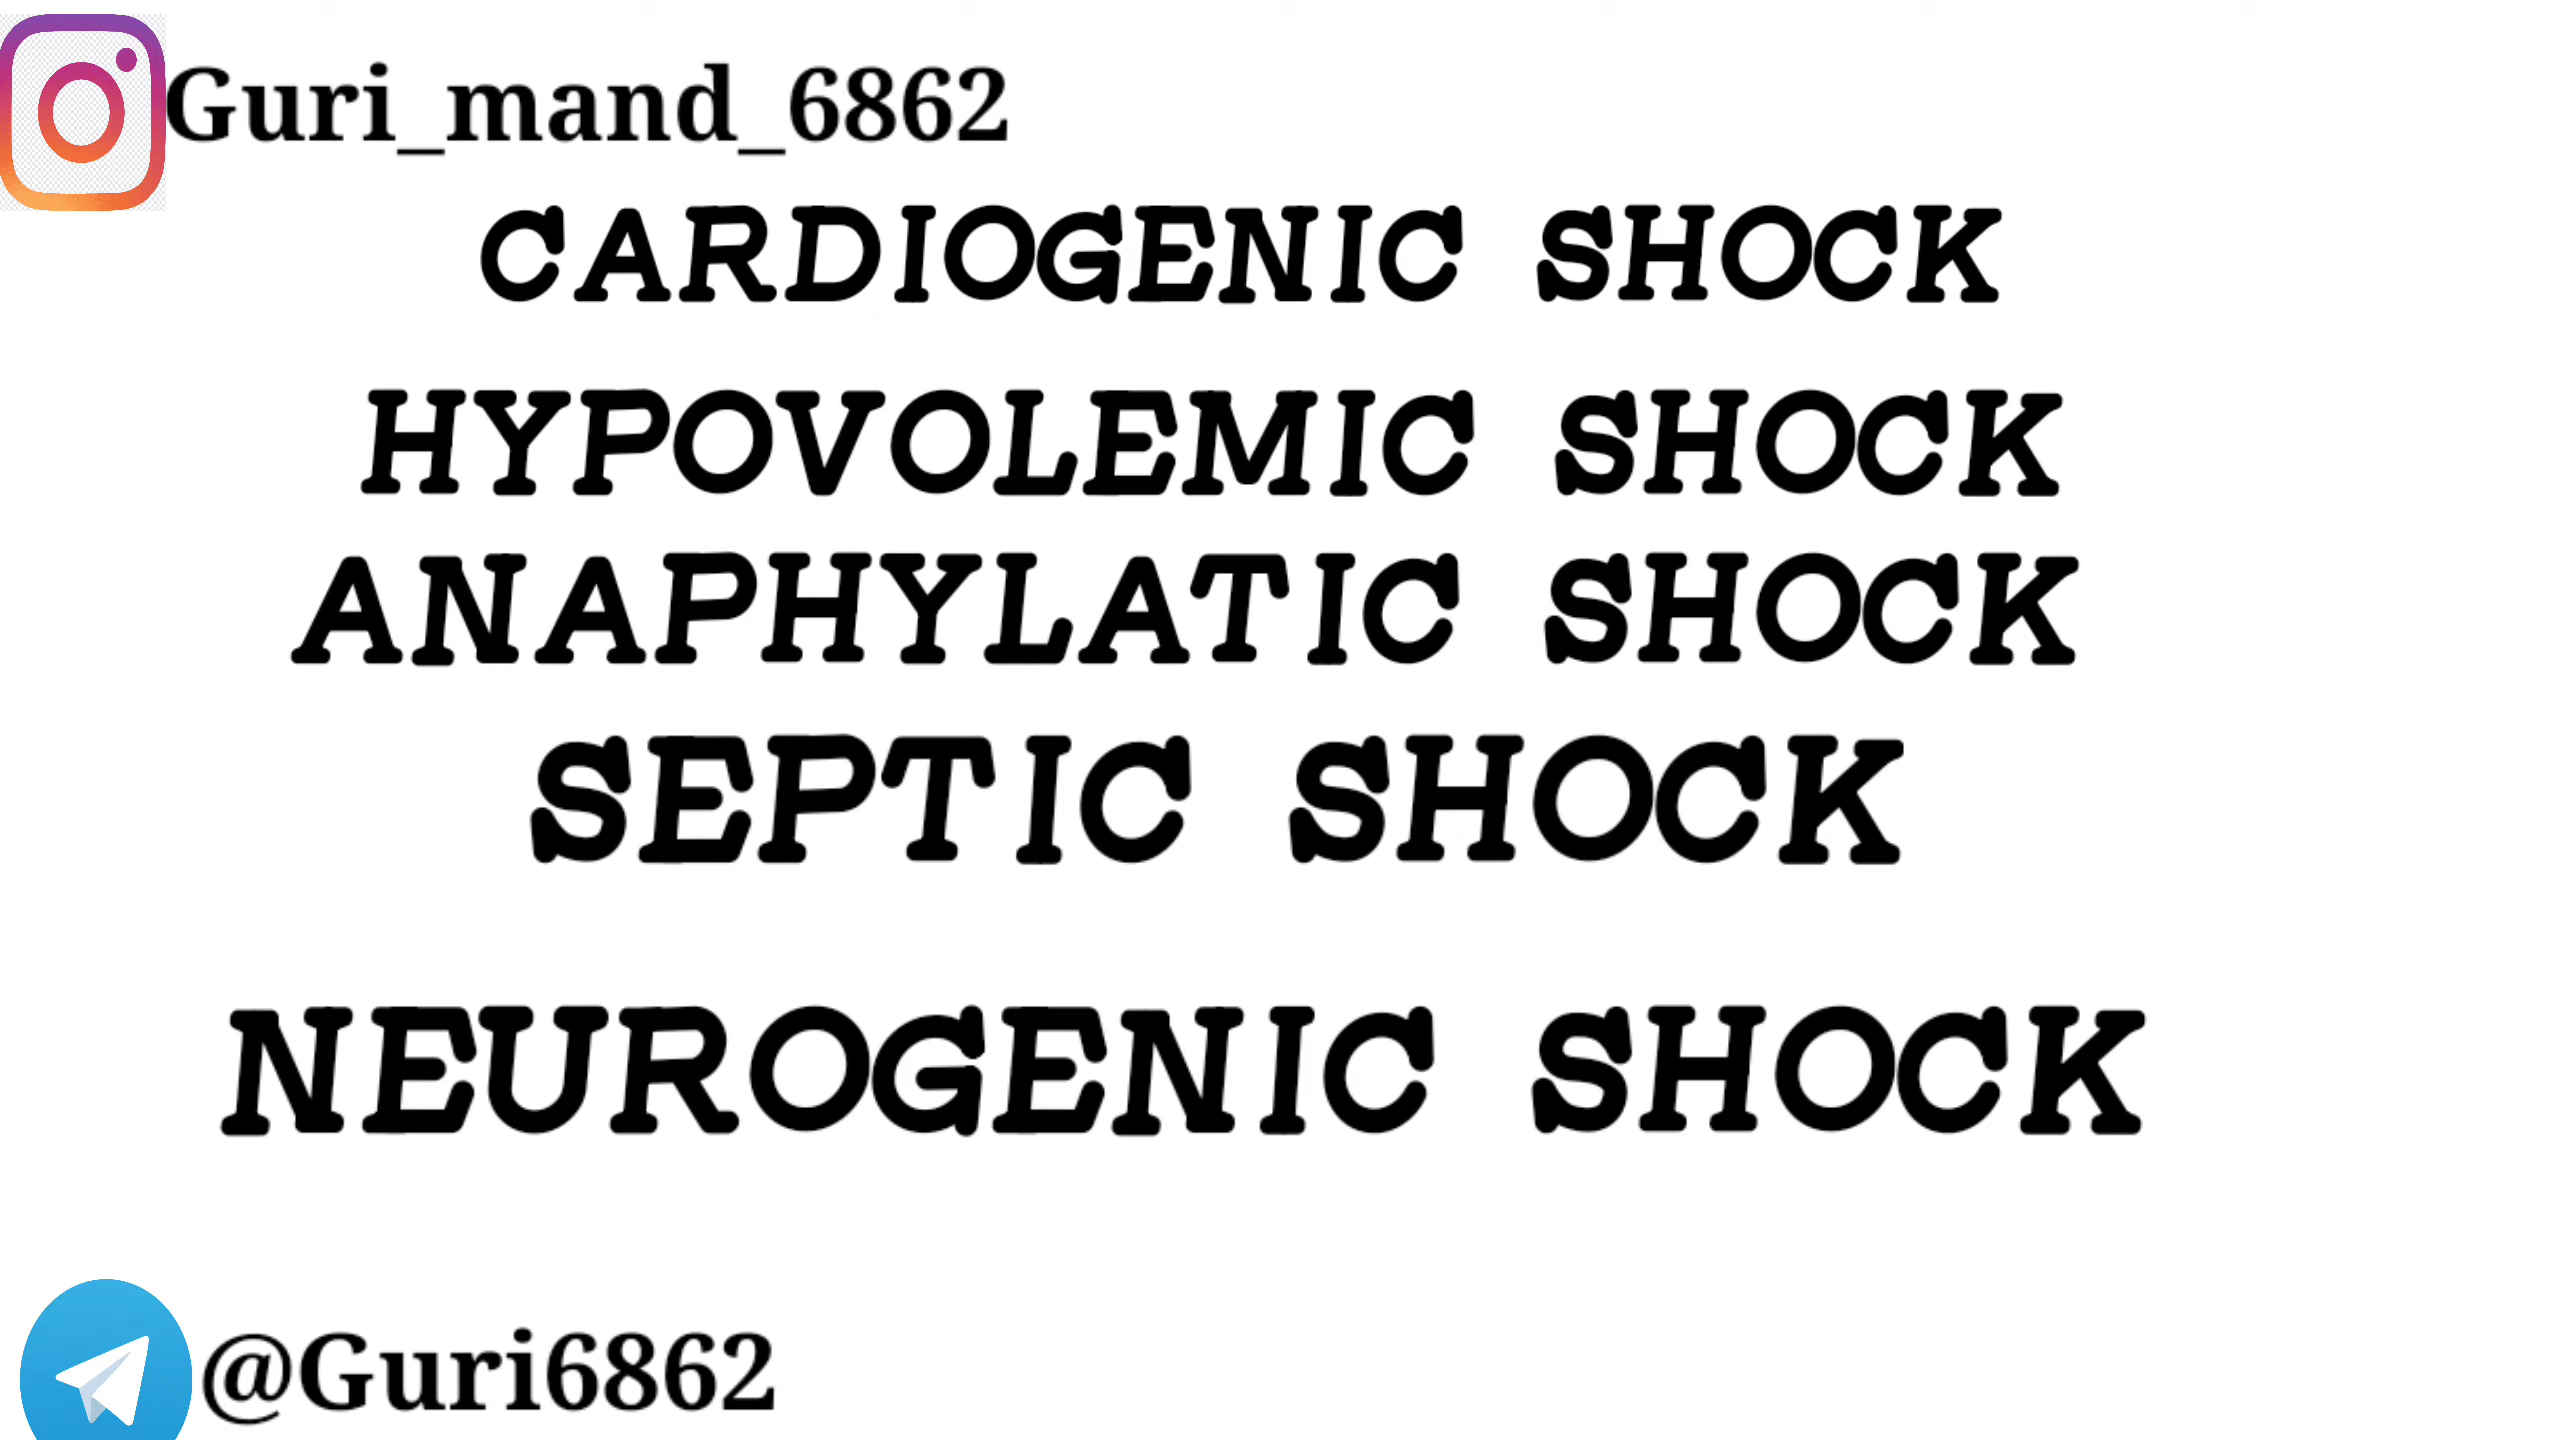 Guri_mand_6862
CARDIOGENIC SHOCK
HYPOVOLEMIC SHOCK
ANAPHYLATIC SHOCK
SEPTIC SHOCK
NEUROGENIC SHOCK
@Guri6862